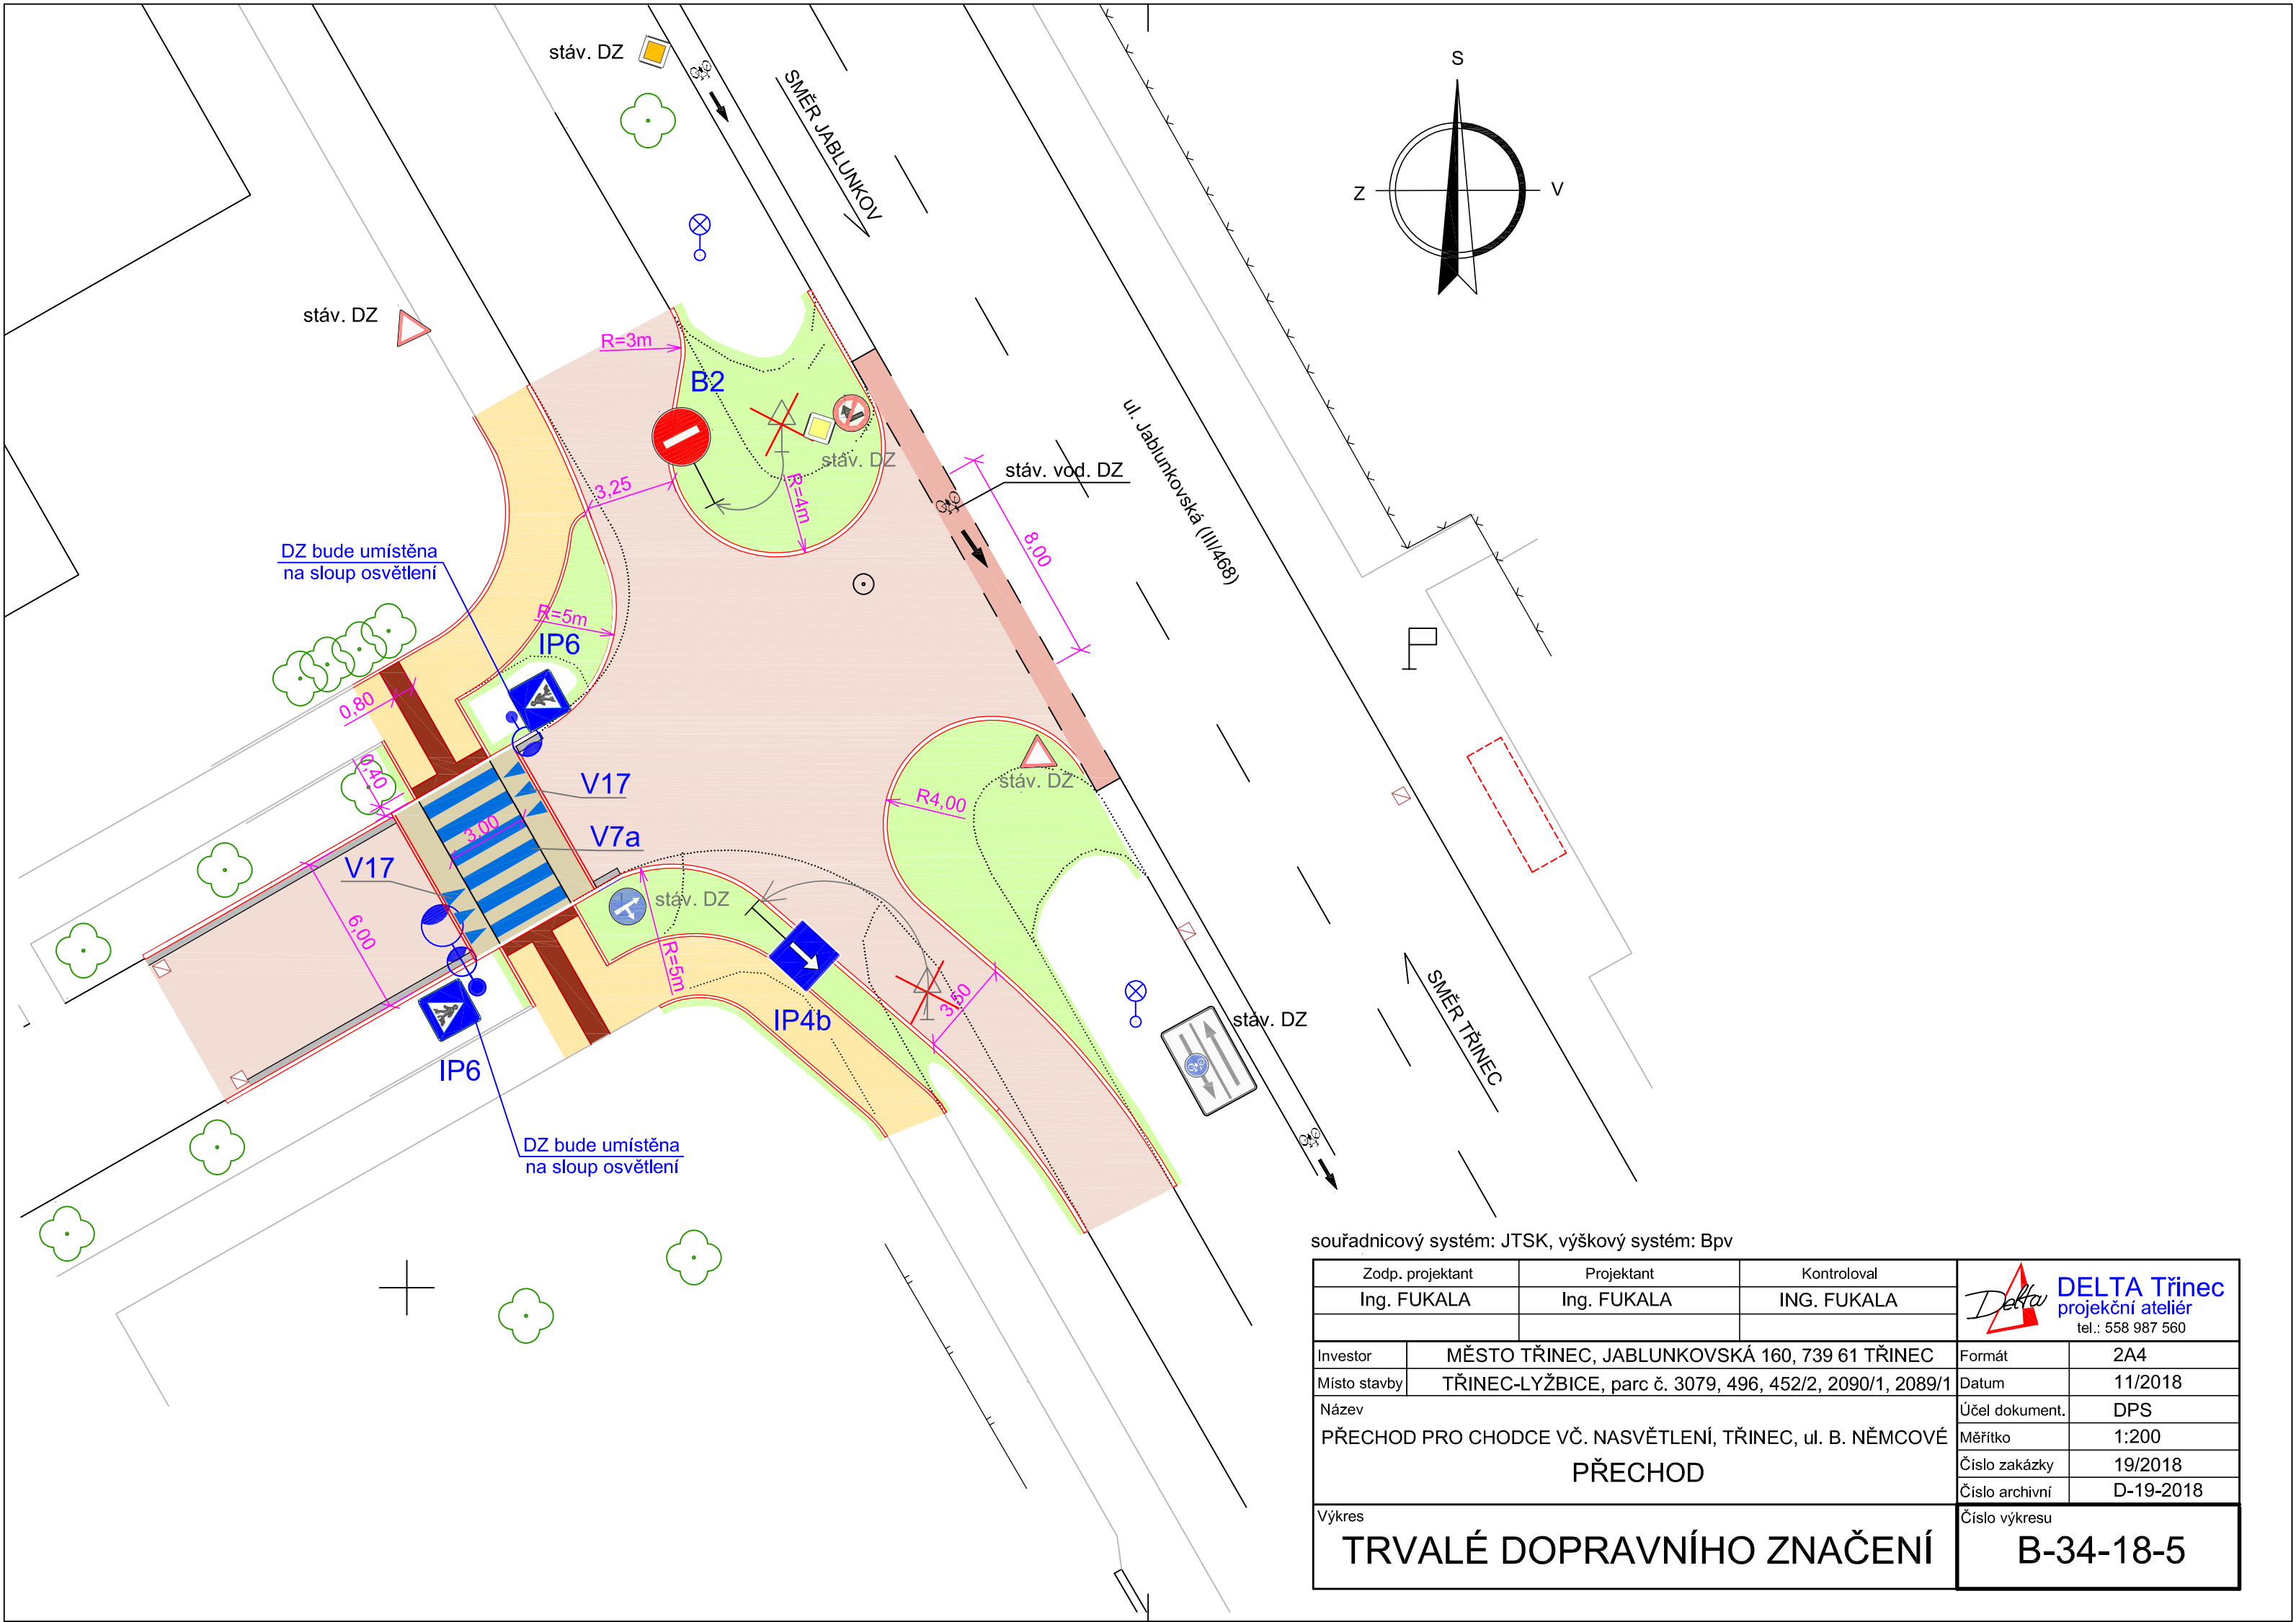 stáv. DZ
SMĚR JABLUNKOV
S
Z
V
stáv. DZ
R=3m
B2
stáv. DZ
3,25
R=4m
stáv. vod. DZ
ul. Jablunkovská (III/468)
8,00
DZ bude umístěna
na sloup osvětlení
R=5m
IP6
0,80
0,40
V17
3,00
V7a
V17
6,00
stáv. DZ
R4,00
stáv. DZ
R=5m
IP4b
3,50
stáv. DZ
SMĚR TŘINEC
IP6
DZ bude umístěna
na sloup osvětlení
souřadnicový systém: JTSK, výškový systém: Bpv
Zodp. projektant
Projektant
Kontroloval
Ing. FUKALA
Ing. FUKALA
ING. FUKALA
Delta
DELTA Třinec
projekční ateliér
tel.: 558 987 560
Investor
MĚSTO TŘINEC, JABLUNKOVSKÁ 160, 739 61 TŘINEC
Formát
2A4
Místo stavby
TŘINEC-LYŽBICE, parc č. 3079, 496, 452/2, 2090/1, 2089/1
Datum
11/2018
Název
PŘECHOD PRO CHODCE VČ. NASVĚTLENÍ, TŘINEC, ul. B. NĚMCOVÉ
PŘECHOD
Účel dokument.
DPS
Měřítko
1:200
Číslo zakázky
19/2018
Číslo archivní
D-19-2018
Výkres
TRVALÉ DOPRAVNÍHO ZNAČENÍ
Číslo výkresu
B-34-18-5